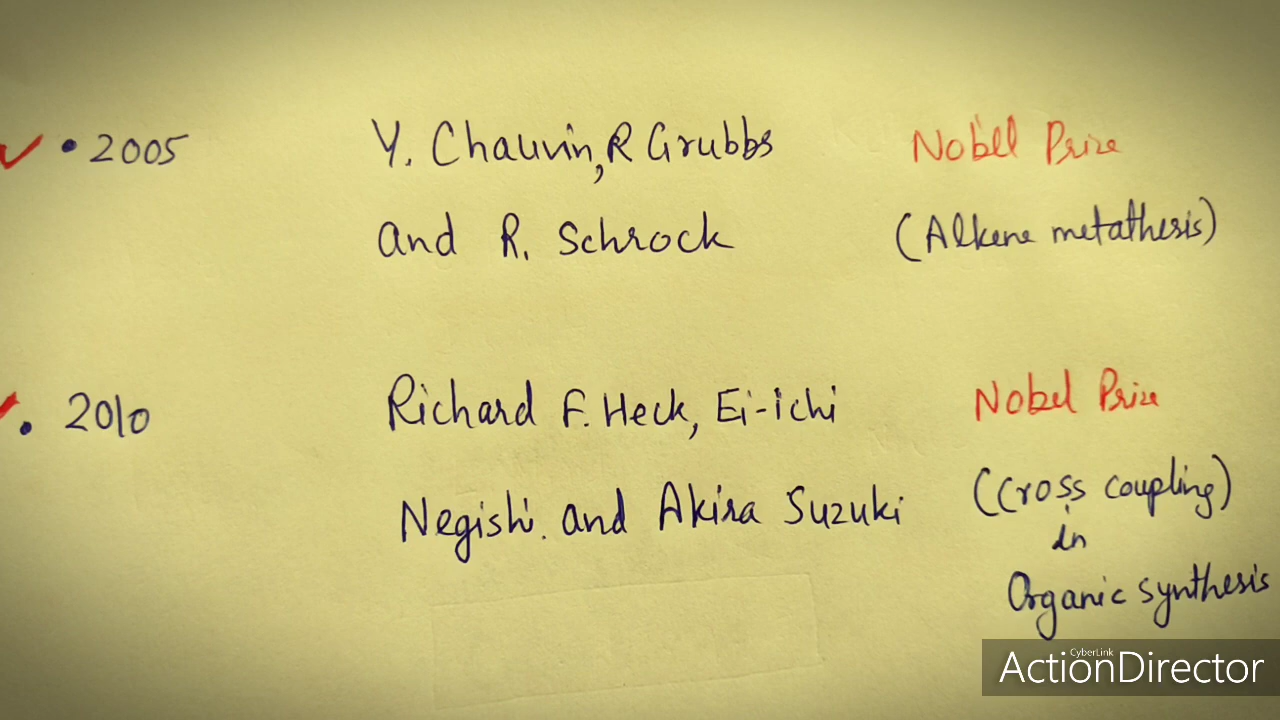 • 2005 Y. Chauvin, R Grubbs Nobel Prize
and R. Schrock (Alkene metathesis)
• 2010 Richard F. Heck, Ei-ichi Nobel Prize
Negishi. and Akira Suzuki (Cross coupling)
in
Organic synthesis
CyberLink
ActionDirector